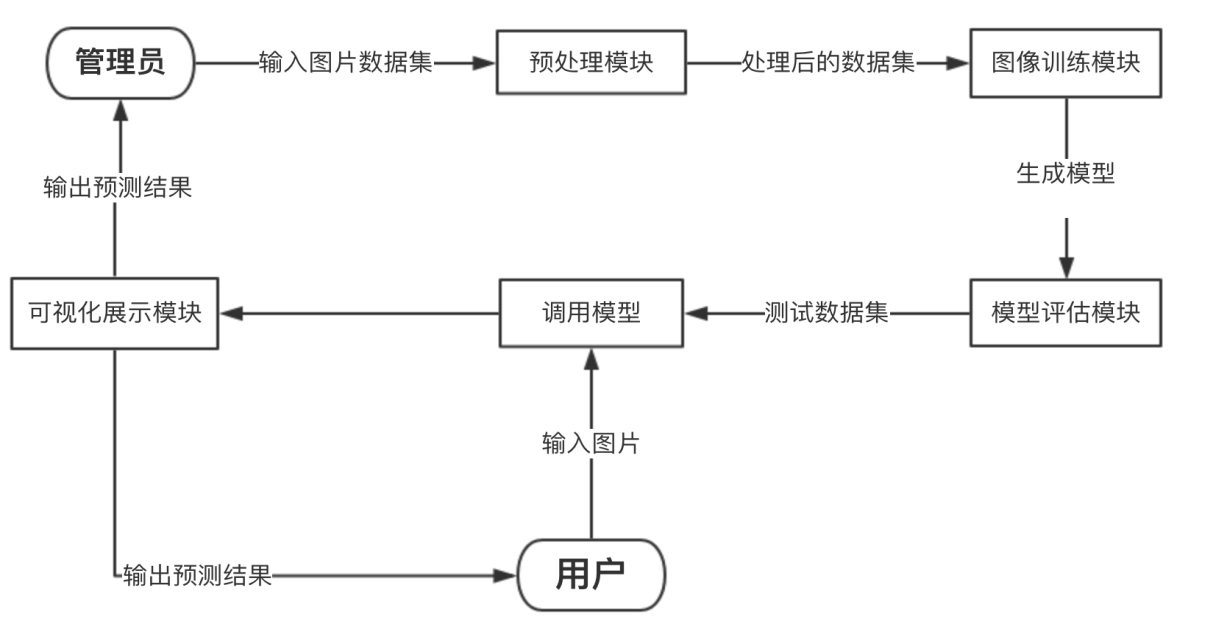 管理员
输入图片数据集
预处理模块
处理后的数据集
图像训练模块
输出预测结果
生成模型
可视化展示模块
调用模型
测试数据集
模型评估模块
输入图片
输出预测结果
用户